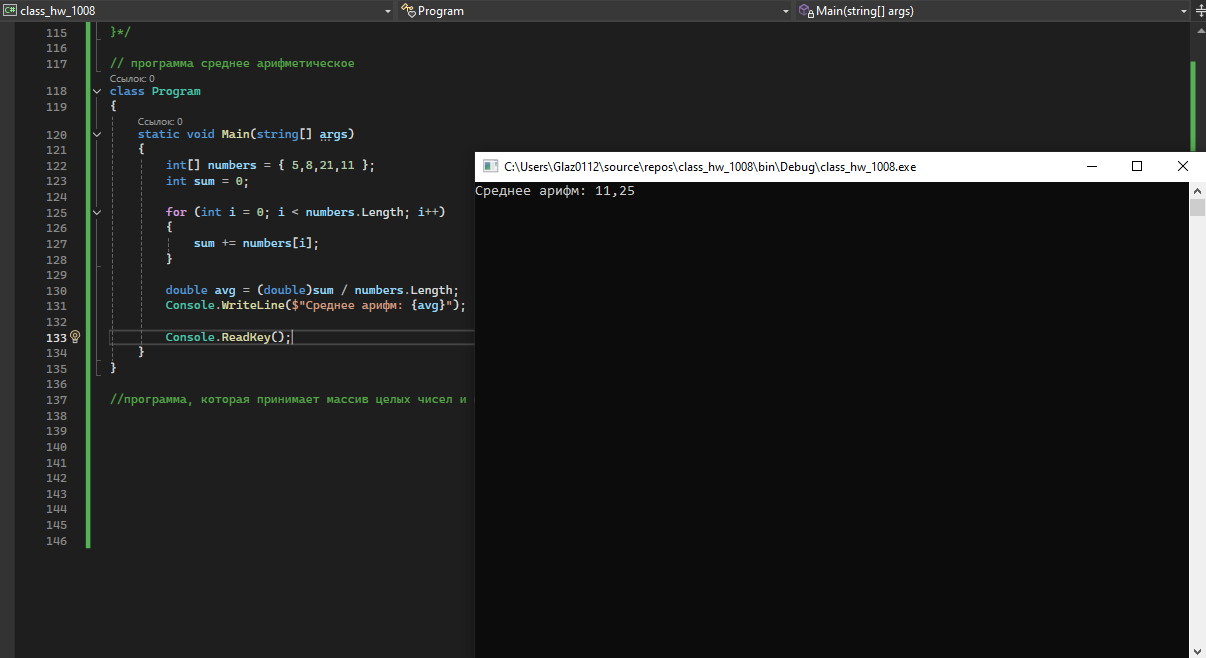 class_hw_1008 Program Main(string[] args)
115 }*/
116
117 // программа среднее арифметическое
Ссылок: 0
118 class Program
119 {
Ссылок: 0
120 static void Main(string[] args)
121 {
122 int[] numbers = { 5,8,21,11 };
123 int sum = 0;
124
125 for (int i = 0; i < numbers.Length; i++)
126 {
127 sum += numbers[i];
128 }
129
130 double avg = (double)sum / numbers.Length;
131 Console.WriteLine($"Среднее арифм: {avg}");
132
133 Console.ReadKey();
134 }
135 }
136
137 //программа, которая принимает массив целых чисел и
138
139
140
141
142
143
144
145
146
C:\Users\Glaz0112\source\repos\class_hw_1008\bin\Debug\class_hw_1008.exe
Среднее арифм: 11,25